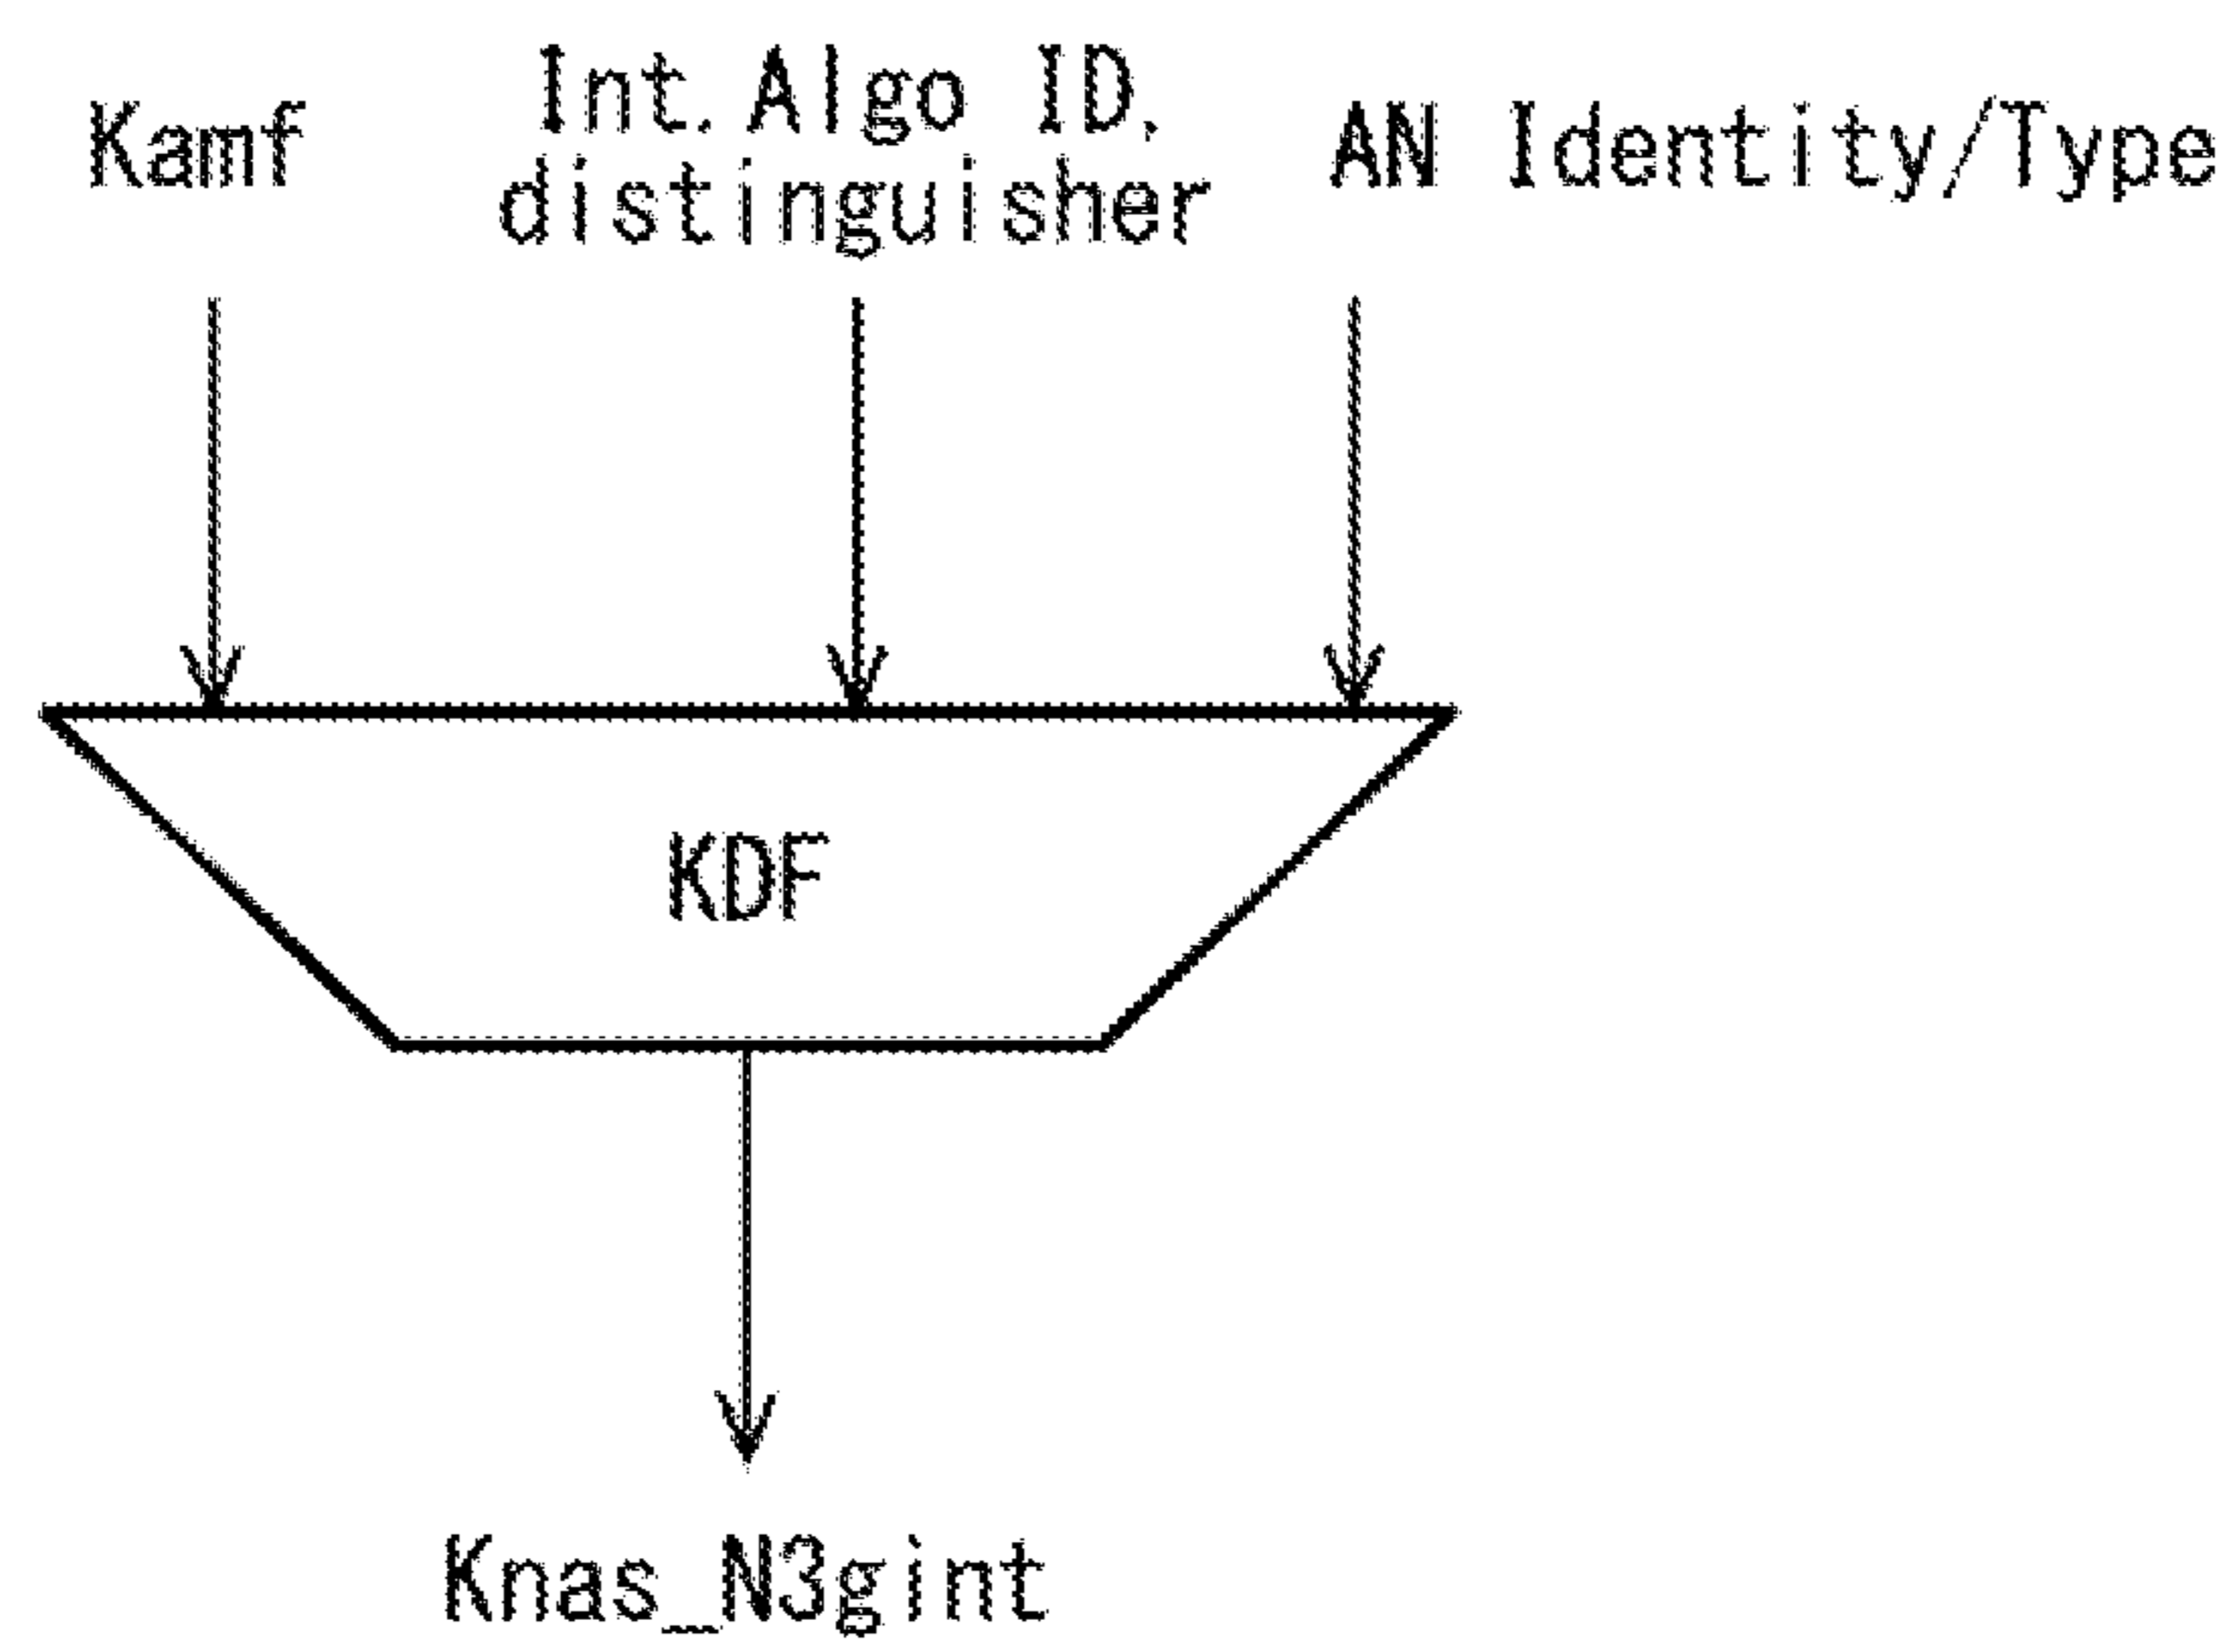 Kamf
Int.Algo ID,
distinguisher
AN Identity/Type
KDF
Knas_N3gint